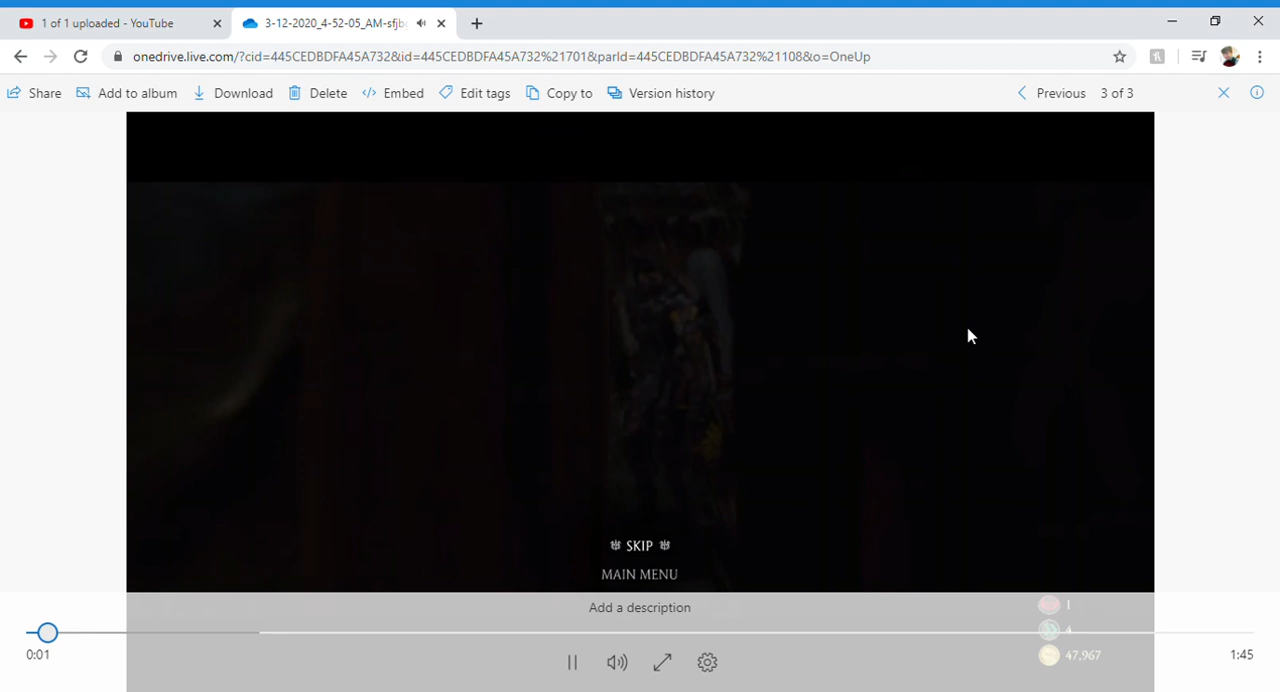 1 of 1 uploaded - YouTube
3-12-2020_4-52-05_AM-sfjb
onedrive.live.com/?cid=445CEDBDFA45A732&id=445CEDBDFA45A732%21701&parId=445CEDBDFA45A732%21108&o=OneUp
Share Add to album Download Delete Embed Edit tags Copy to Version history Previous 3 of 3
SKIP
MAIN MENU
Add a description
1
4
47,967
0:01 1:45